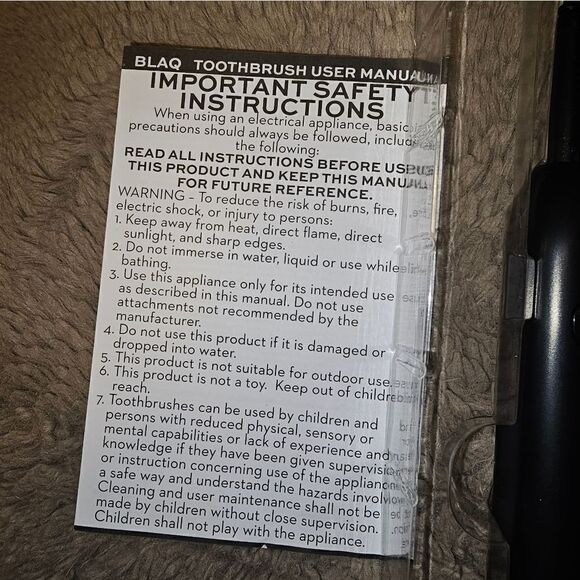 BLAQ TOOTHBRUSH USER MANUAL
IMPORTANT SAFETY
INSTRUCTIONS
When using an electrical appliance, basic
precautions should always be followed, include
the following:
READ ALL INSTRUCTIONS BEFORE USE
THIS PRODUCT AND KEEP THIS MANUAL
FOR FUTURE REFERENCE.
WARNING - To reduce the risk of burns, fire,
electric shock, or injury to persons:
1. Keep away from heat, direct flame, direct
sunlight, and sharp edges.
2. Do not immerse in water, liquid or use while
bathing.
3. Use this appliance only for its intended use
as described in this manual. Do not use
attachments not recommended by the
manufacturer.
4. Do not use this product if it is damaged or
dropped into water.
5. This product is not suitable for outdoor use.
6. This product is not a toy. Keep out of children
reach.
7. Toothbrushes can be used by children and
persons with reduced physical, sensory or
mental capabilities or lack of experience and
knowledge if they have been given supervision
or instruction concerning use of the appliance
a safe way and understand the hazards involved
Cleaning and user maintenance shall not be
made by children without close supervision.
Children shall not play with the appliance.